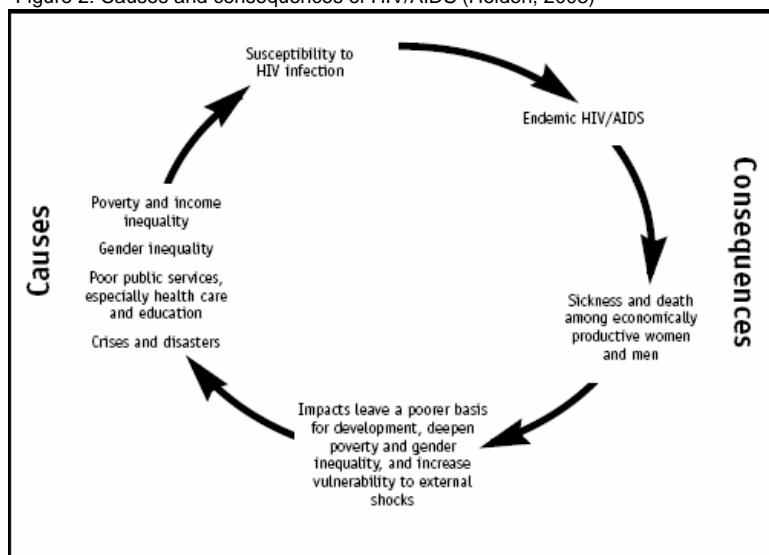 Figure 2: Causes and consequences of HIV/AIDS (Holden, 2003)
Susceptibility to
HIV infection
Endemic HIV/AIDS
Consequences
Sickness and death
among economically
productive women
and men
Impacts leave a poorer basis
for development, deepen
poverty and gender
inequality, and increase
vulnerability to external
shocks
Causes
Poverty and income
inequality
Gender inequality
Poor public services,
especially health care
and education
Crises and disasters